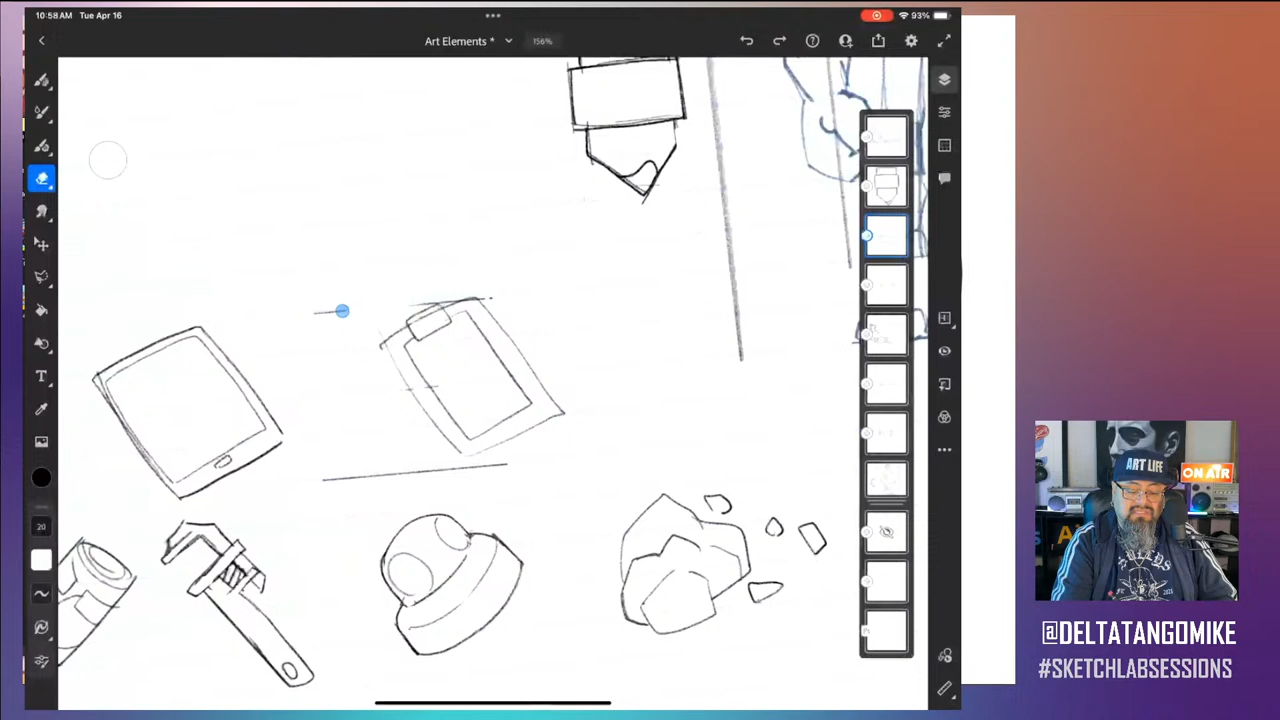 10:58 AM Tue Apr 16
93%
Art Elements *
156%
T
20
ART LIFE
ON AIR
@DELTATANGOMIKE
#SKETCHLABSESSIONS